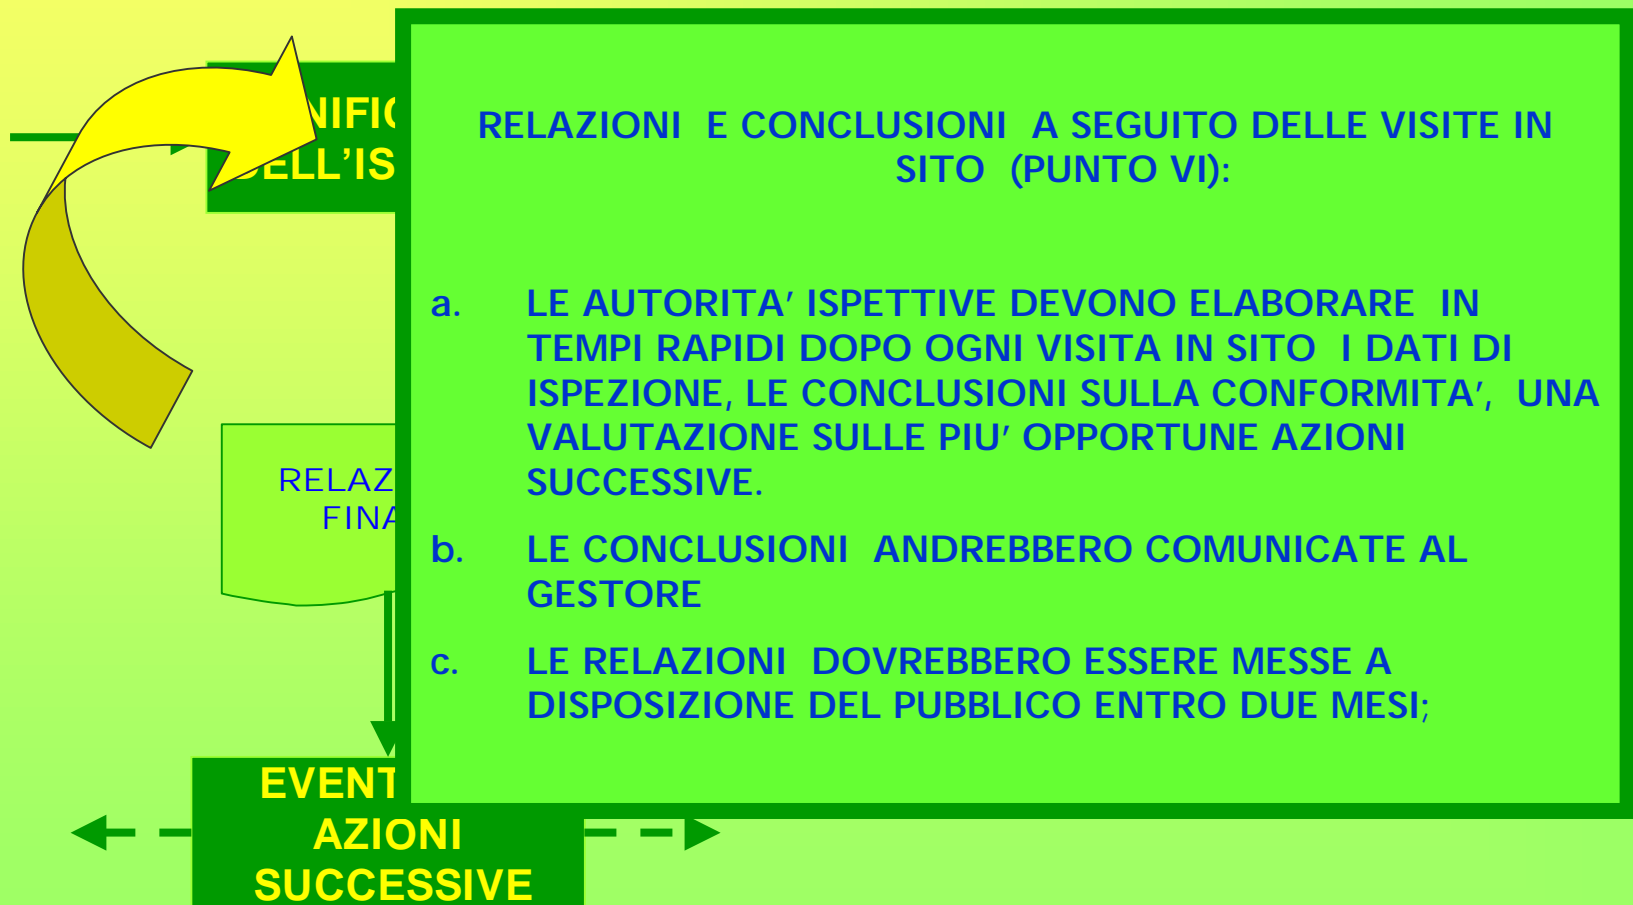 NIFIC
ELL'IS
RELAZIONI E CONCLUSIONI A SEGUITO DELLE VISITE IN
SITO (PUNTO VI):
a. LE AUTORITA' ISPETTIVE DEVONO ELABORARE IN
TEMPI RAPIDI DOPO OGNI VISITA IN SITO I DATI DI
ISPEZIONE, LE CONCLUSIONI SULLA CONFORMITA', UNA
VALUTAZIONE SULLE PIU' OPPORTUNE AZIONI
SUCCESSIVE.
b. LE CONCLUSIONI ANDREBBERO COMUNICATE AL
GESTORE
c. LE RELAZIONI DOVREBBERO ESSERE MESSE A
DISPOSIZIONE DEL PUBBLICO ENTRO DUE MESI;
RELAZ
FINA
EVENT
AZIONI
SUCCESSIVE